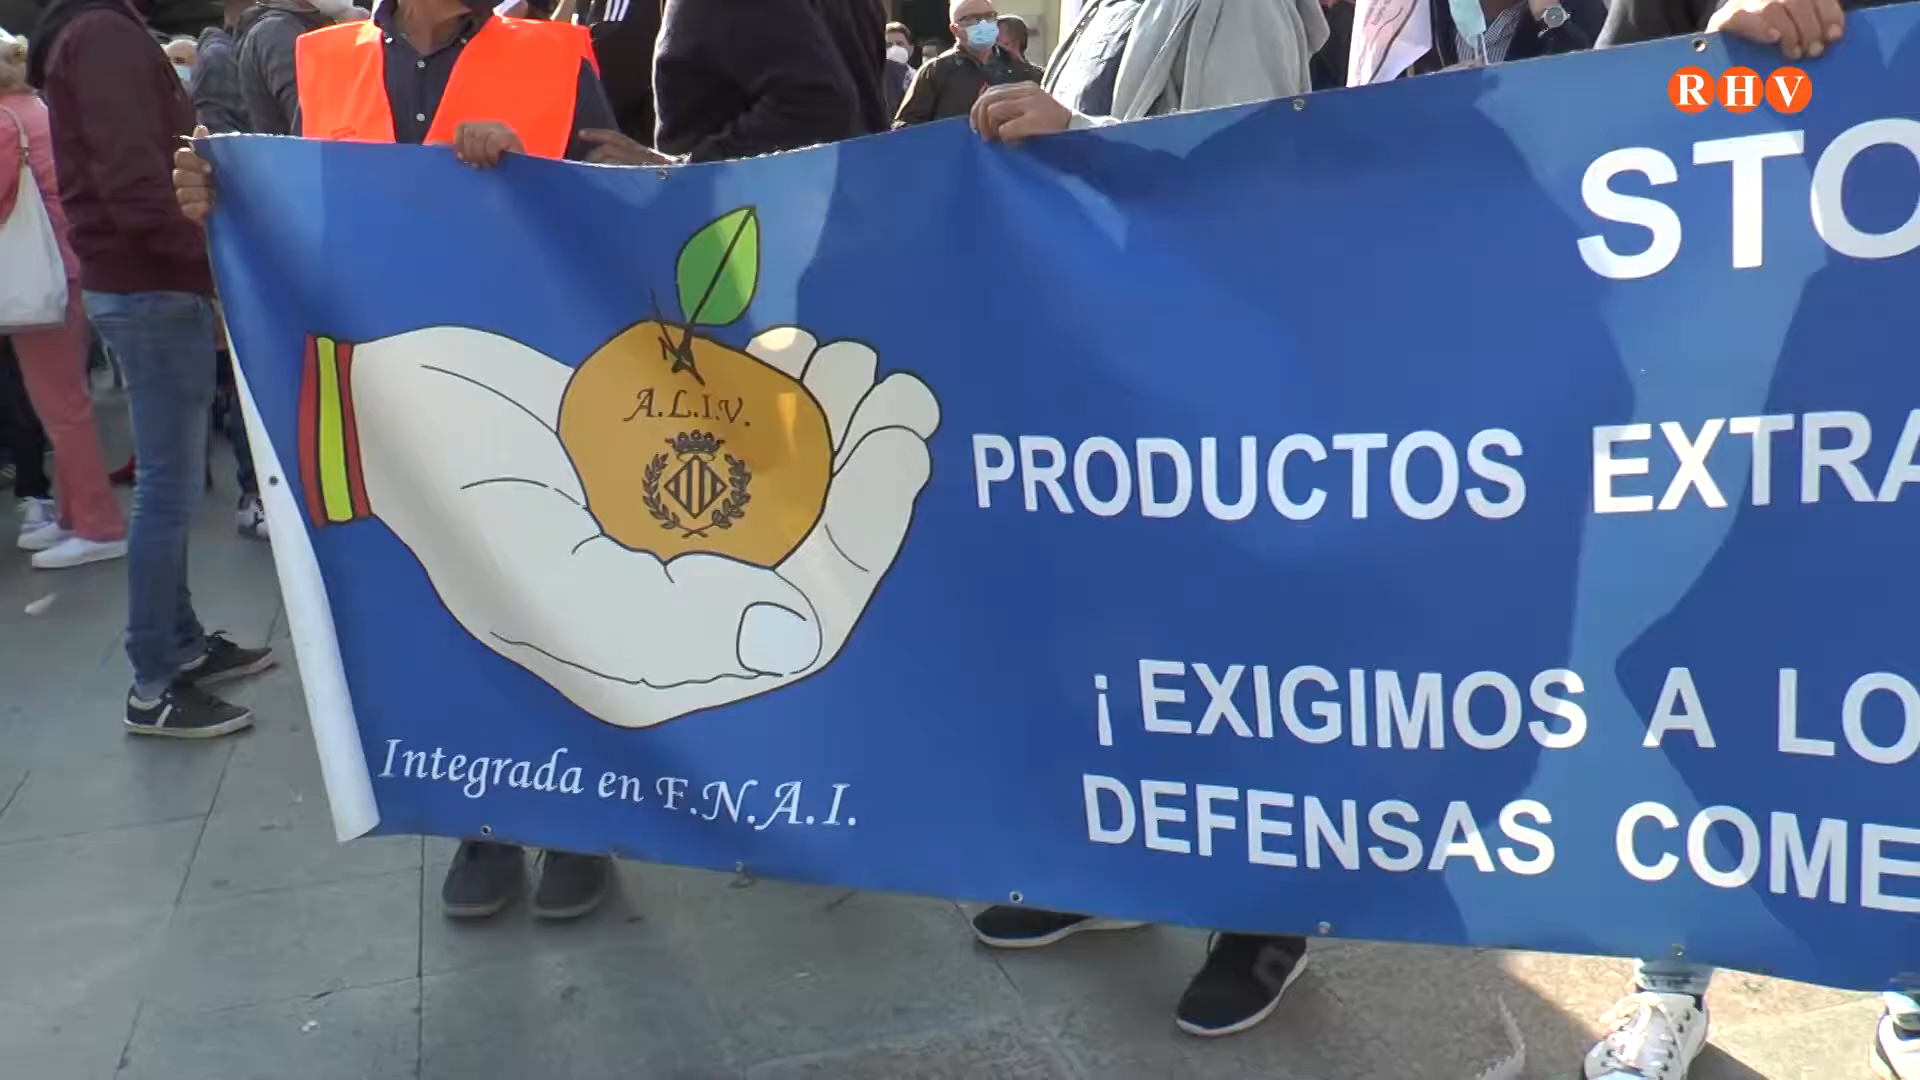 RHV
STO
A.L.I.V.
PRODUCTOS EXTRA
¡EXIGIMOS A LO
Integrada en F.N.A.I.
DEFENSAS COME